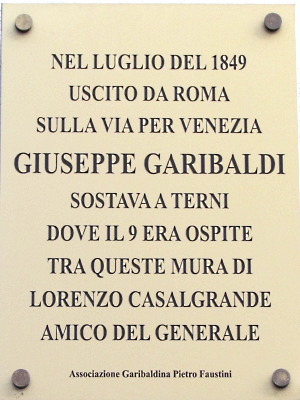 NEL LUGLIO DEL 1849
USCITO DA ROMA
SULLA VIA PER VENEZIA
GIUSEPPE GARIBALDI
SOSTAVA A TERNI
DOVE IL 9 ERA OSPITE
TRA QUESTE MURA DI
LORENZO CASALGRANDE
AMICO DEL GENERALE
Associazione Garibaldina Pietro Faustini